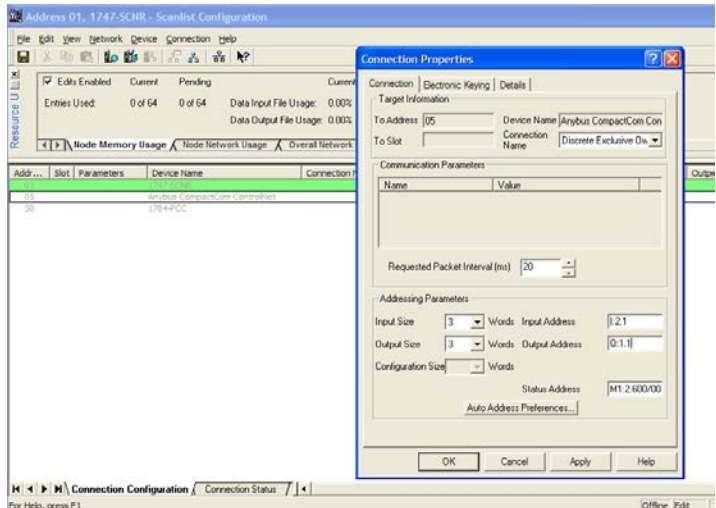 Address 01, 1747-SCNR - Scanlist Configuration
File Edit View Network Device Connection Help
Edits Enabled Current Pending Current
Entries Used: 0 of 64 0 of 64 Data Input File Usage: 0.00%
Data Output File Usage: 0.00%
Resource U
Node Memory Usage Node Network Usage Overall Network
Addr... Slot Parameters Device Name Connection Outpu
01 1747-SCNR
05 Anybus CompactCom ControlNet
50 1784-PCC
Connection Properties
Connection Electronic Keying Details
Target Information
To Address 05 Device Name Anybus CompactCom Con
To Slot Connection Name Discrete Exclusive Ow
Communication Parameters
Name Value
Requested Packet Interval (ms) 20
Addressing Parameters
Input Size 3 Words Input Address I:2.1
Output Size 3 Words Output Address O:1.1
Configuration Size Words
Status Address M1:2.600/00
Auto Address Preferences...
OK Cancel Apply Help
Connection Configuration Connection Status
For Help, press F1 Offline Edit